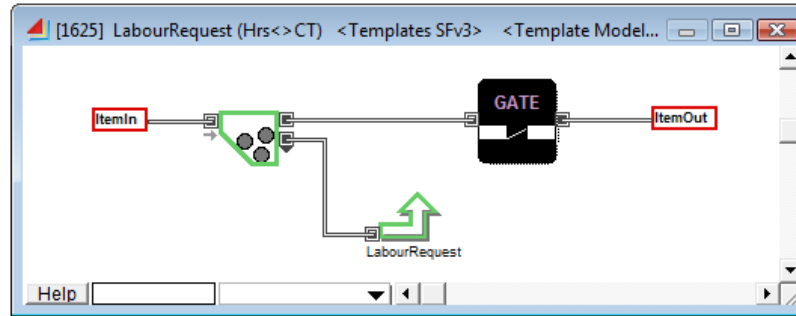 [1625] LabourRequest (Hrs<>CT) <Templates SFv3> <Template Model...
GATE
ItemIn
ItemOut
LabourRequest
Help